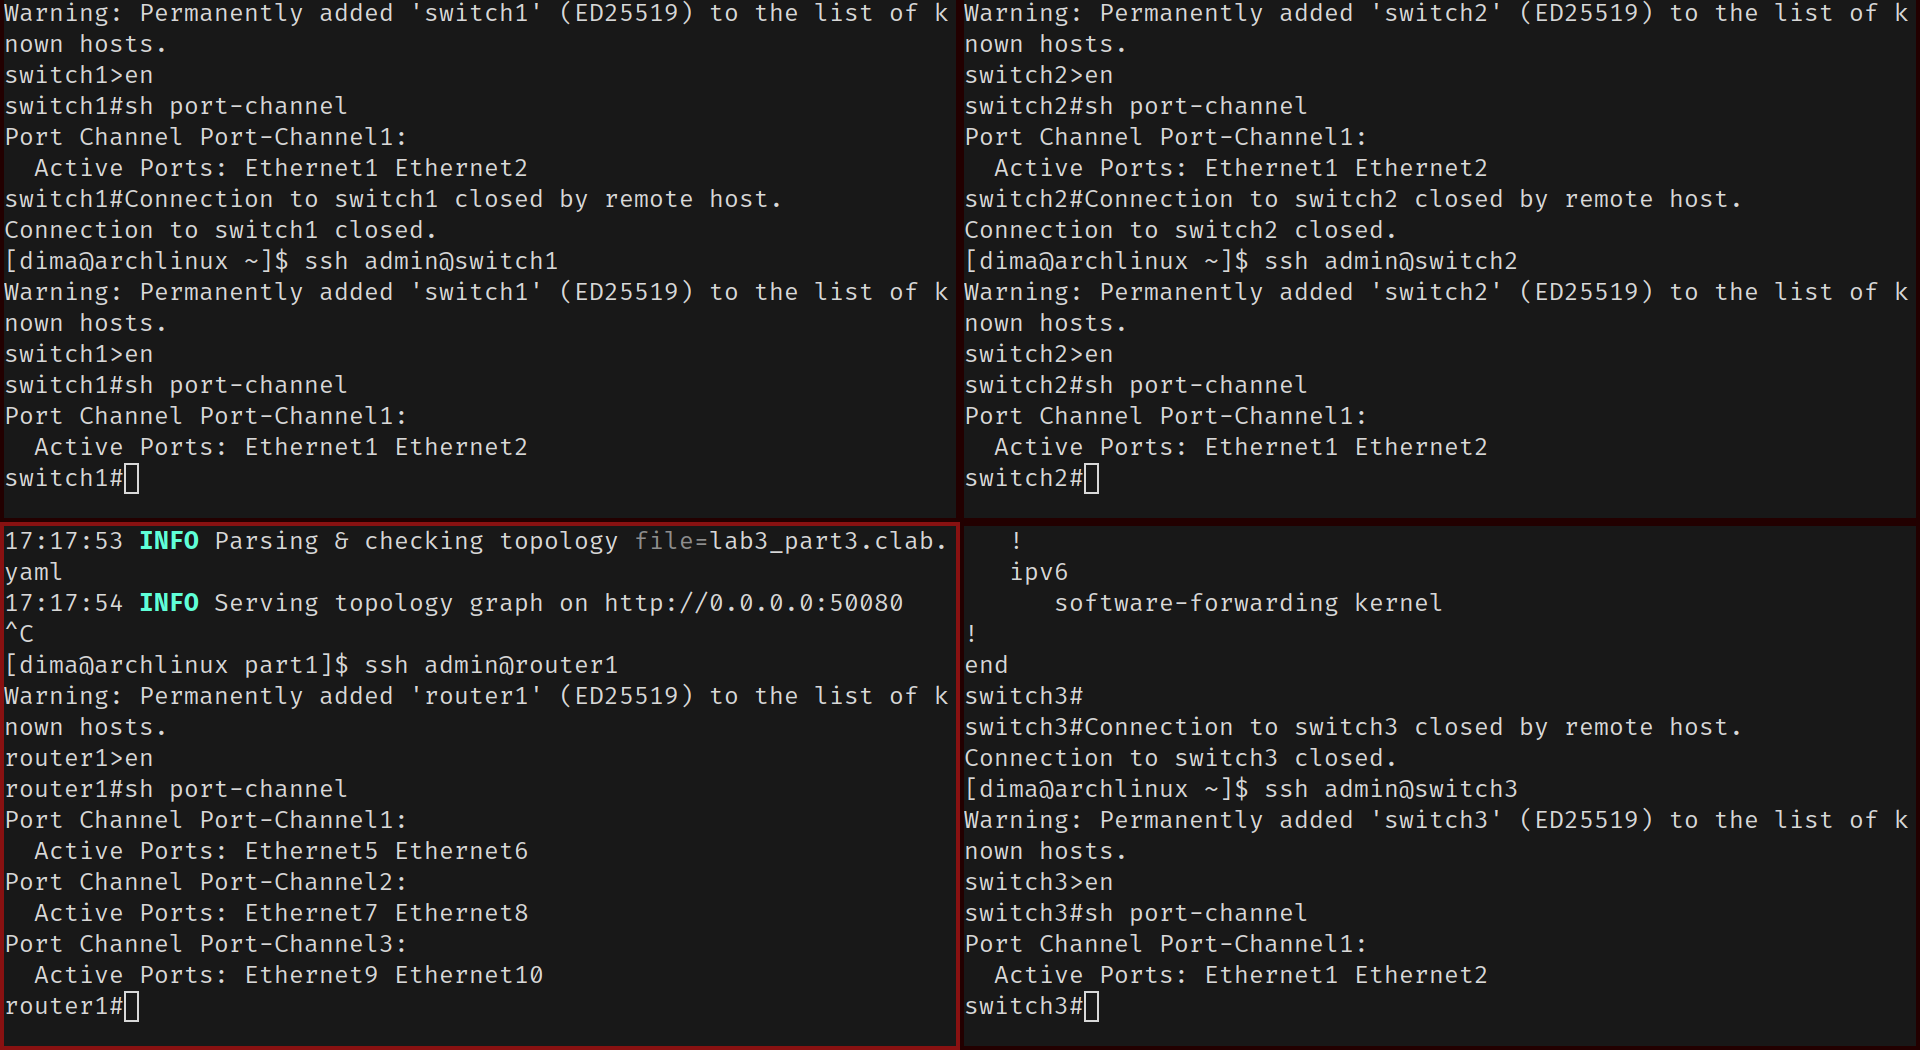 Warning: Permanently added 'switch1' (ED25519) to the list of k
nown hosts.
switch1>en
switch1#sh port-channel
Port Channel Port-Channel1:
  Active Ports: Ethernet1 Ethernet2
switch1#Connection to switch1 closed by remote host.
Connection to switch1 closed.
[dima@archlinux ~]$ ssh admin@switch1
Warning: Permanently added 'switch1' (ED25519) to the list of k
nown hosts.
switch1>en
switch1#sh port-channel
Port Channel Port-Channel1:
  Active Ports: Ethernet1 Ethernet2
switch1#
Warning: Permanently added 'switch2' (ED25519) to the list of k
nown hosts.
switch2>en
switch2#sh port-channel
Port Channel Port-Channel1:
  Active Ports: Ethernet1 Ethernet2
switch2#Connection to switch2 closed by remote host.
Connection to switch2 closed.
[dima@archlinux ~]$ ssh admin@switch2
Warning: Permanently added 'switch2' (ED25519) to the list of k
nown hosts.
switch2>en
switch2#sh port-channel
Port Channel Port-Channel1:
  Active Ports: Ethernet1 Ethernet2
switch2#
17:17:53 INFO Parsing & checking topology file=lab3_part3.clab.
yaml
17:17:54 INFO Serving topology graph on http://0.0.0.0:50080
^C
[dima@archlinux part1]$ ssh admin@router1
Warning: Permanently added 'router1' (ED25519) to the list of k
nown hosts.
router1>en
router1#sh port-channel
Port Channel Port-Channel1:
  Active Ports: Ethernet5 Ethernet6
Port Channel Port-Channel2:
  Active Ports: Ethernet7 Ethernet8
Port Channel Port-Channel3:
  Active Ports: Ethernet9 Ethernet10
router1#
   !
   ipv6
      software-forwarding kernel
!
end
switch3#
switch3#Connection to switch3 closed by remote host.
Connection to switch3 closed.
[dima@archlinux ~]$ ssh admin@switch3
Warning: Permanently added 'switch3' (ED25519) to the list of k
nown hosts.
switch3>en
switch3#sh port-channel
Port Channel Port-Channel1:
  Active Ports: Ethernet1 Ethernet2
switch3#